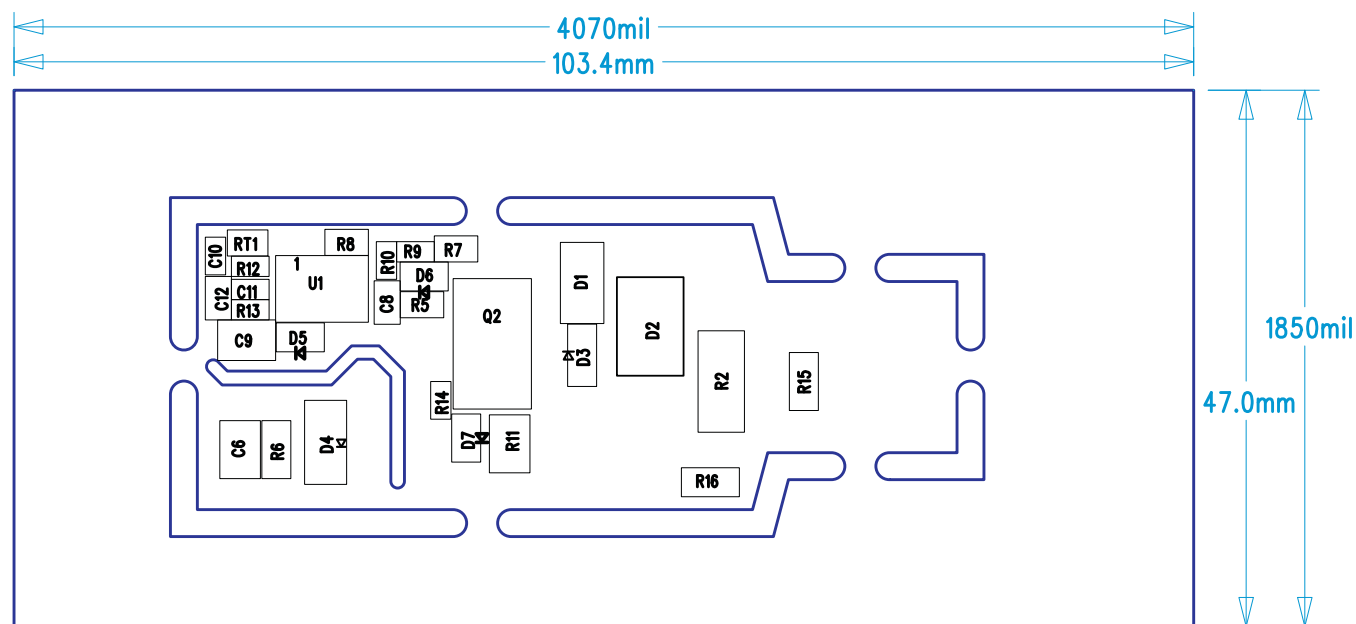 4070mil
103.4mm
1850mil
47.0mm
C10
RT1
R8
R12
1
U1
R10
R9
R7
D6
C12
C11
R13
C8
R5
C9
D5
Q2
D1
D2
D3
R2
R15
R14
C6
R6
D4
D7
R11
R16